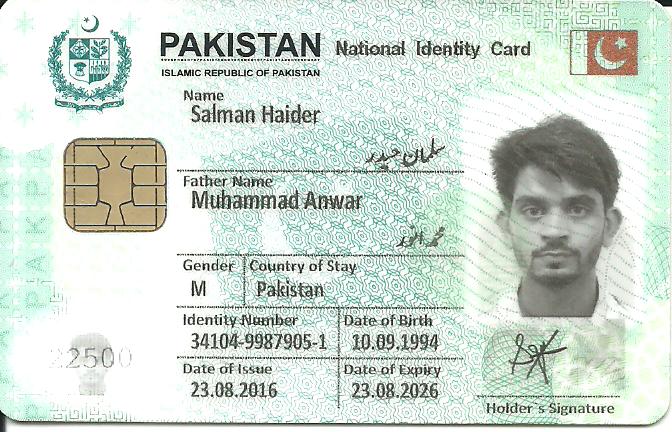 PAKISTAN National Identity Card
ISLAMIC REPUBLIC OF PAKISTAN
Name
Salman Haider
سلمان حیدر
Father Name
Muhammad Anwar
محمد انور
Gender Country of Stay
M Pakistan
Identity Number Date of Birth
34104-9987905-1 10.09.1994
Date of Issue Date of Expiry
23.08.2016 23.08.2026
22500
Holder's Signature